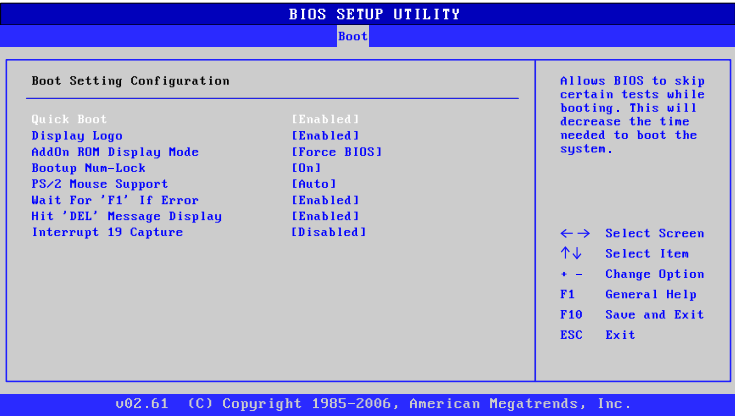 BIOS SETUP UTILITY
Boot
Boot Setting Configuration
Quick Boot [Enabled]
Display Logo [Enabled]
AddOn ROM Display Mode [Force BIOS]
Bootup Num-Lock [On]
PS/2 Mouse Support [Auto]
Wait For 'F1' If Error [Enabled]
Hit 'DEL' Message Display [Enabled]
Interrupt 19 Capture [Disabled]
Allows BIOS to skip
certain tests while
booting. This will
decrease the time
needed to boot the
system.
←→ Select Screen
↑↓ Select Item
+ - Change Option
F1 General Help
F10 Save and Exit
ESC Exit
v02.61 (C) Copyright 1985-2006, American Megatrends, Inc.